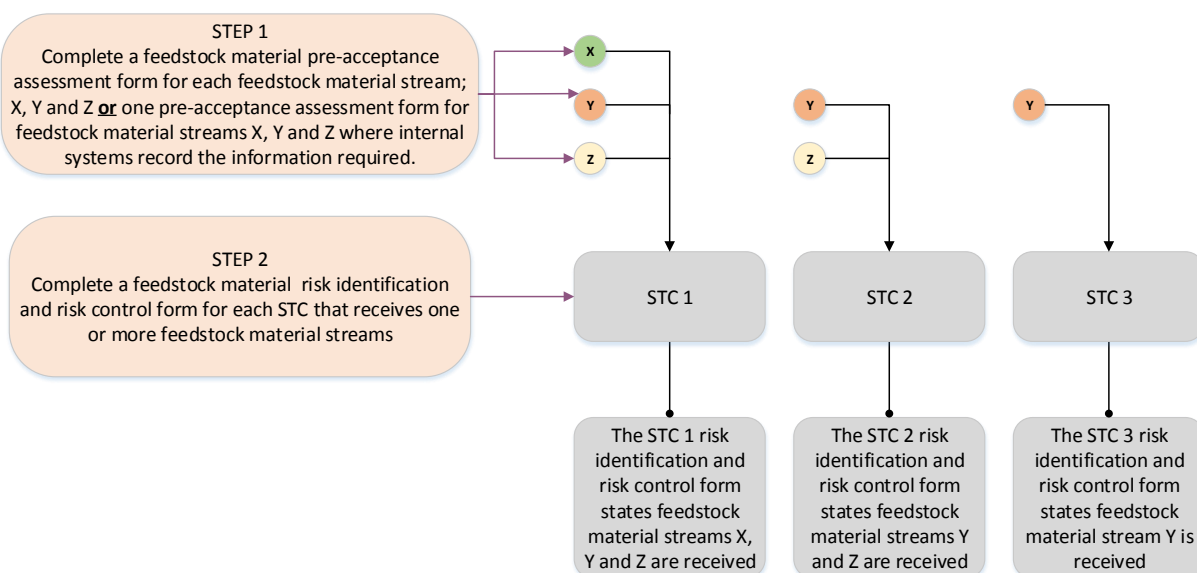 STEP 1
Complete a feedstock material pre-acceptance
assessment form for each feedstock material stream;
X, Y and Z or one pre-acceptance assessment form for
feedstock material streams X, Y and Z where internal
systems record the information required.
X
Y
Z
Y
Z
Y
STEP 2
Complete a feedstock material risk identification
and risk control form for each STC that receives one
or more feedstock material streams
STC 1
STC 2
STC 3
The STC 1 risk
identification and
risk control form
states feedstock
material streams X,
Y and Z are received
The STC 2 risk
identification and
risk control form
states feedstock
material streams Y
and Z are received
The STC 3 risk
identification and
risk control form
states feedstock
material stream Y is
received